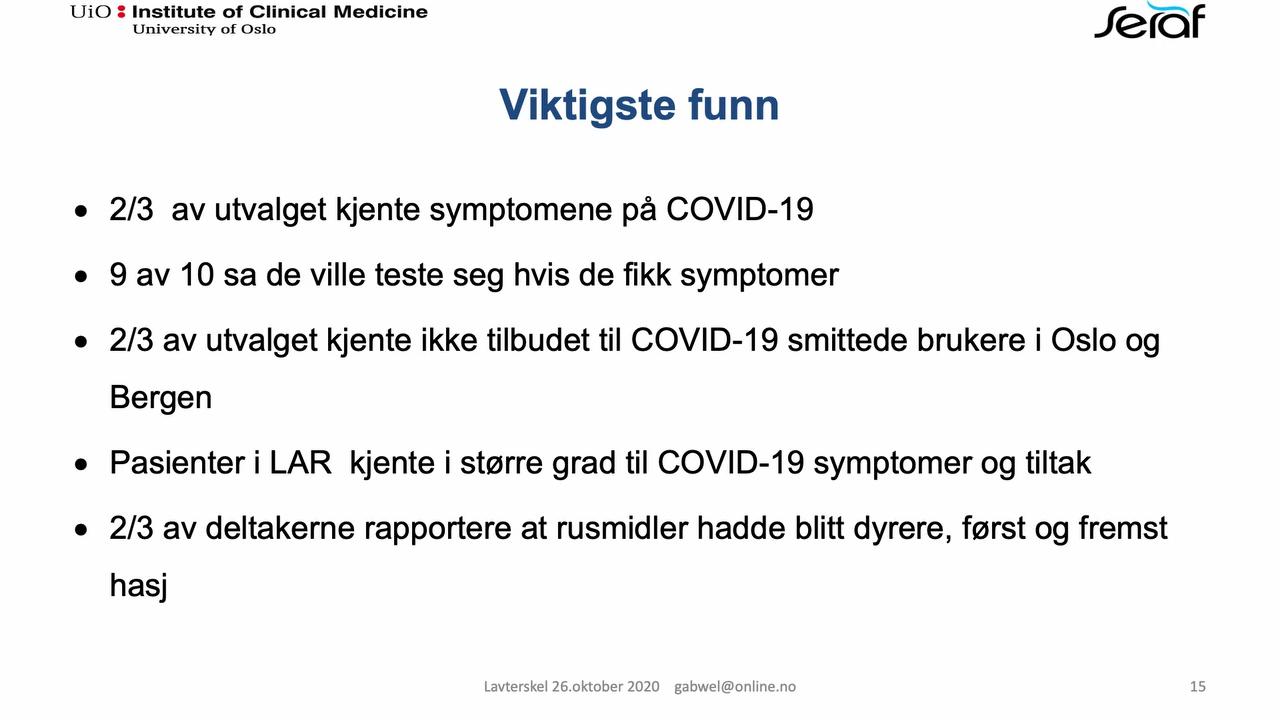 UiO Institute of Clinical Medicine
University of Oslo
seraf
Viktigste funn
• 2/3 av utvalget kjente symptomene på COVID-19
• 9 av 10 sa de ville teste seg hvis de fikk symptomer
• 2/3 av utvalget kjente ikke tilbudet til COVID-19 smittede brukere i Oslo og
Bergen
• Pasienter i LAR kjente i større grad til COVID-19 symptomer og tiltak
• 2/3 av deltakerne rapportere at rusmidler hadde blitt dyrere, først og fremst
hasj
Lavterskel 26.oktober 2020 gabwel@online.no
15